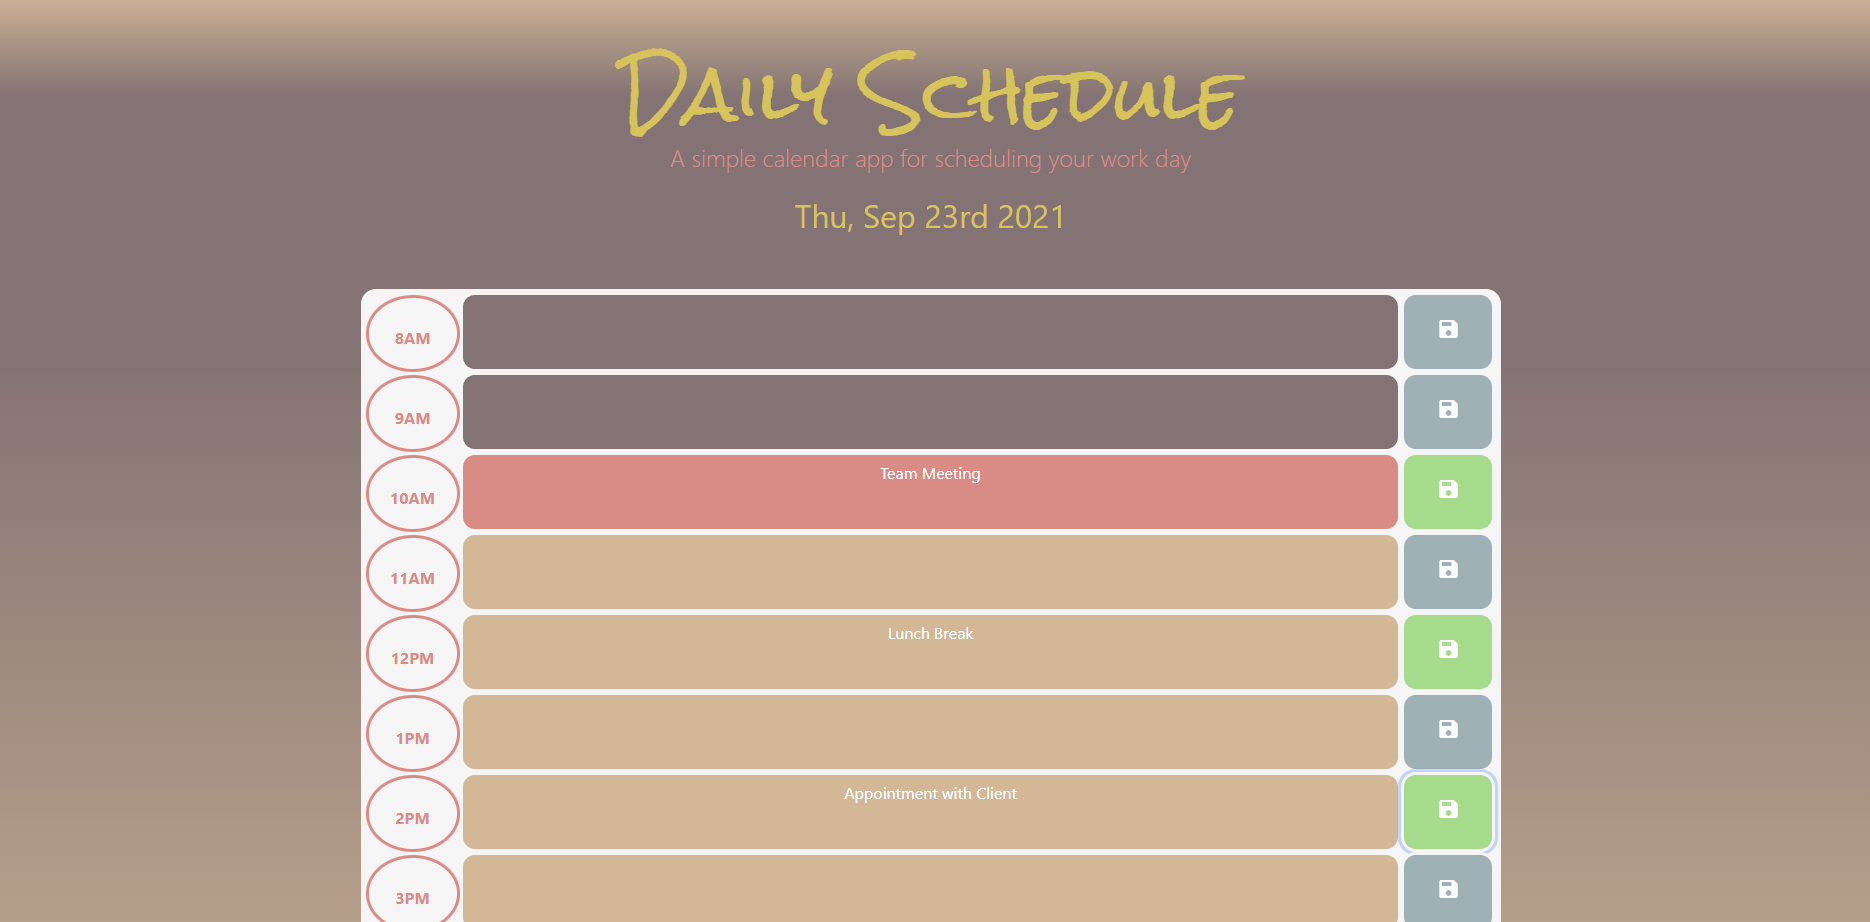 Daily Schedule
A simple calendar app for scheduling your work day
Thu, Sep 23rd 2021
8AM
9AM
10AM Team Meeting
11AM
12PM Lunch Break
1PM
2PM Appointment with Client
3PM